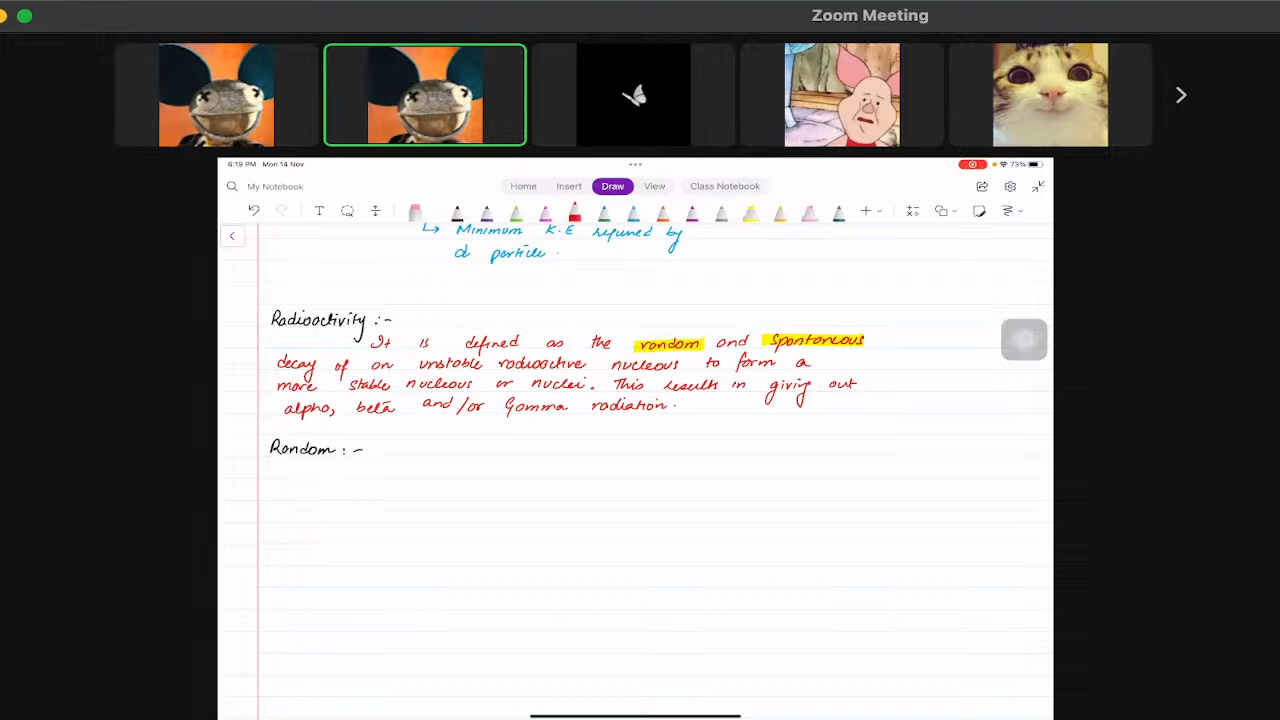 Zoom Meeting
6:19 PM Mon 14 Nov
73%
My Notebook
Home Insert Draw View Class Notebook
↳ Minimum K.E required by
α particle.
Radioactivity :-
It is defined as the random and spontaneous
decay of an unstable radioactive nucleous to form a
more stable nucleous or nuclei. This results in giving out
alpha, beta and/or Gamma radiation.
Random :-